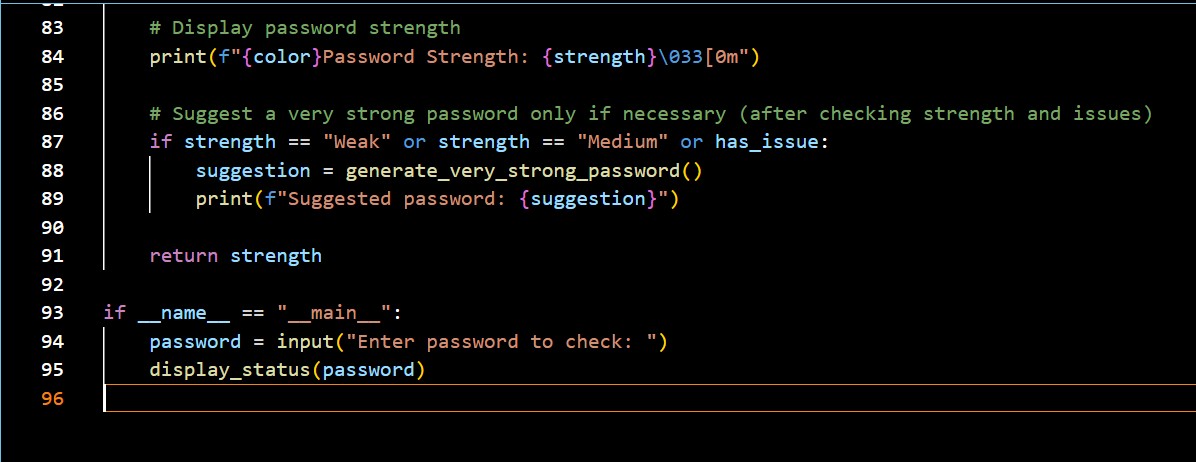 83 # Display password strength
84 print(f"{color}Password Strength: {strength}\033[0m")
85
86 # Suggest a very strong password only if necessary (after checking strength and issues)
87 if strength == "Weak" or strength == "Medium" or has_issue:
88 suggestion = generate_very_strong_password()
89 print(f"Suggested password: {suggestion}")
90
91 return strength
92
93 if __name__ == "__main__":
94 password = input("Enter password to check: ")
95 display_status(password)
96